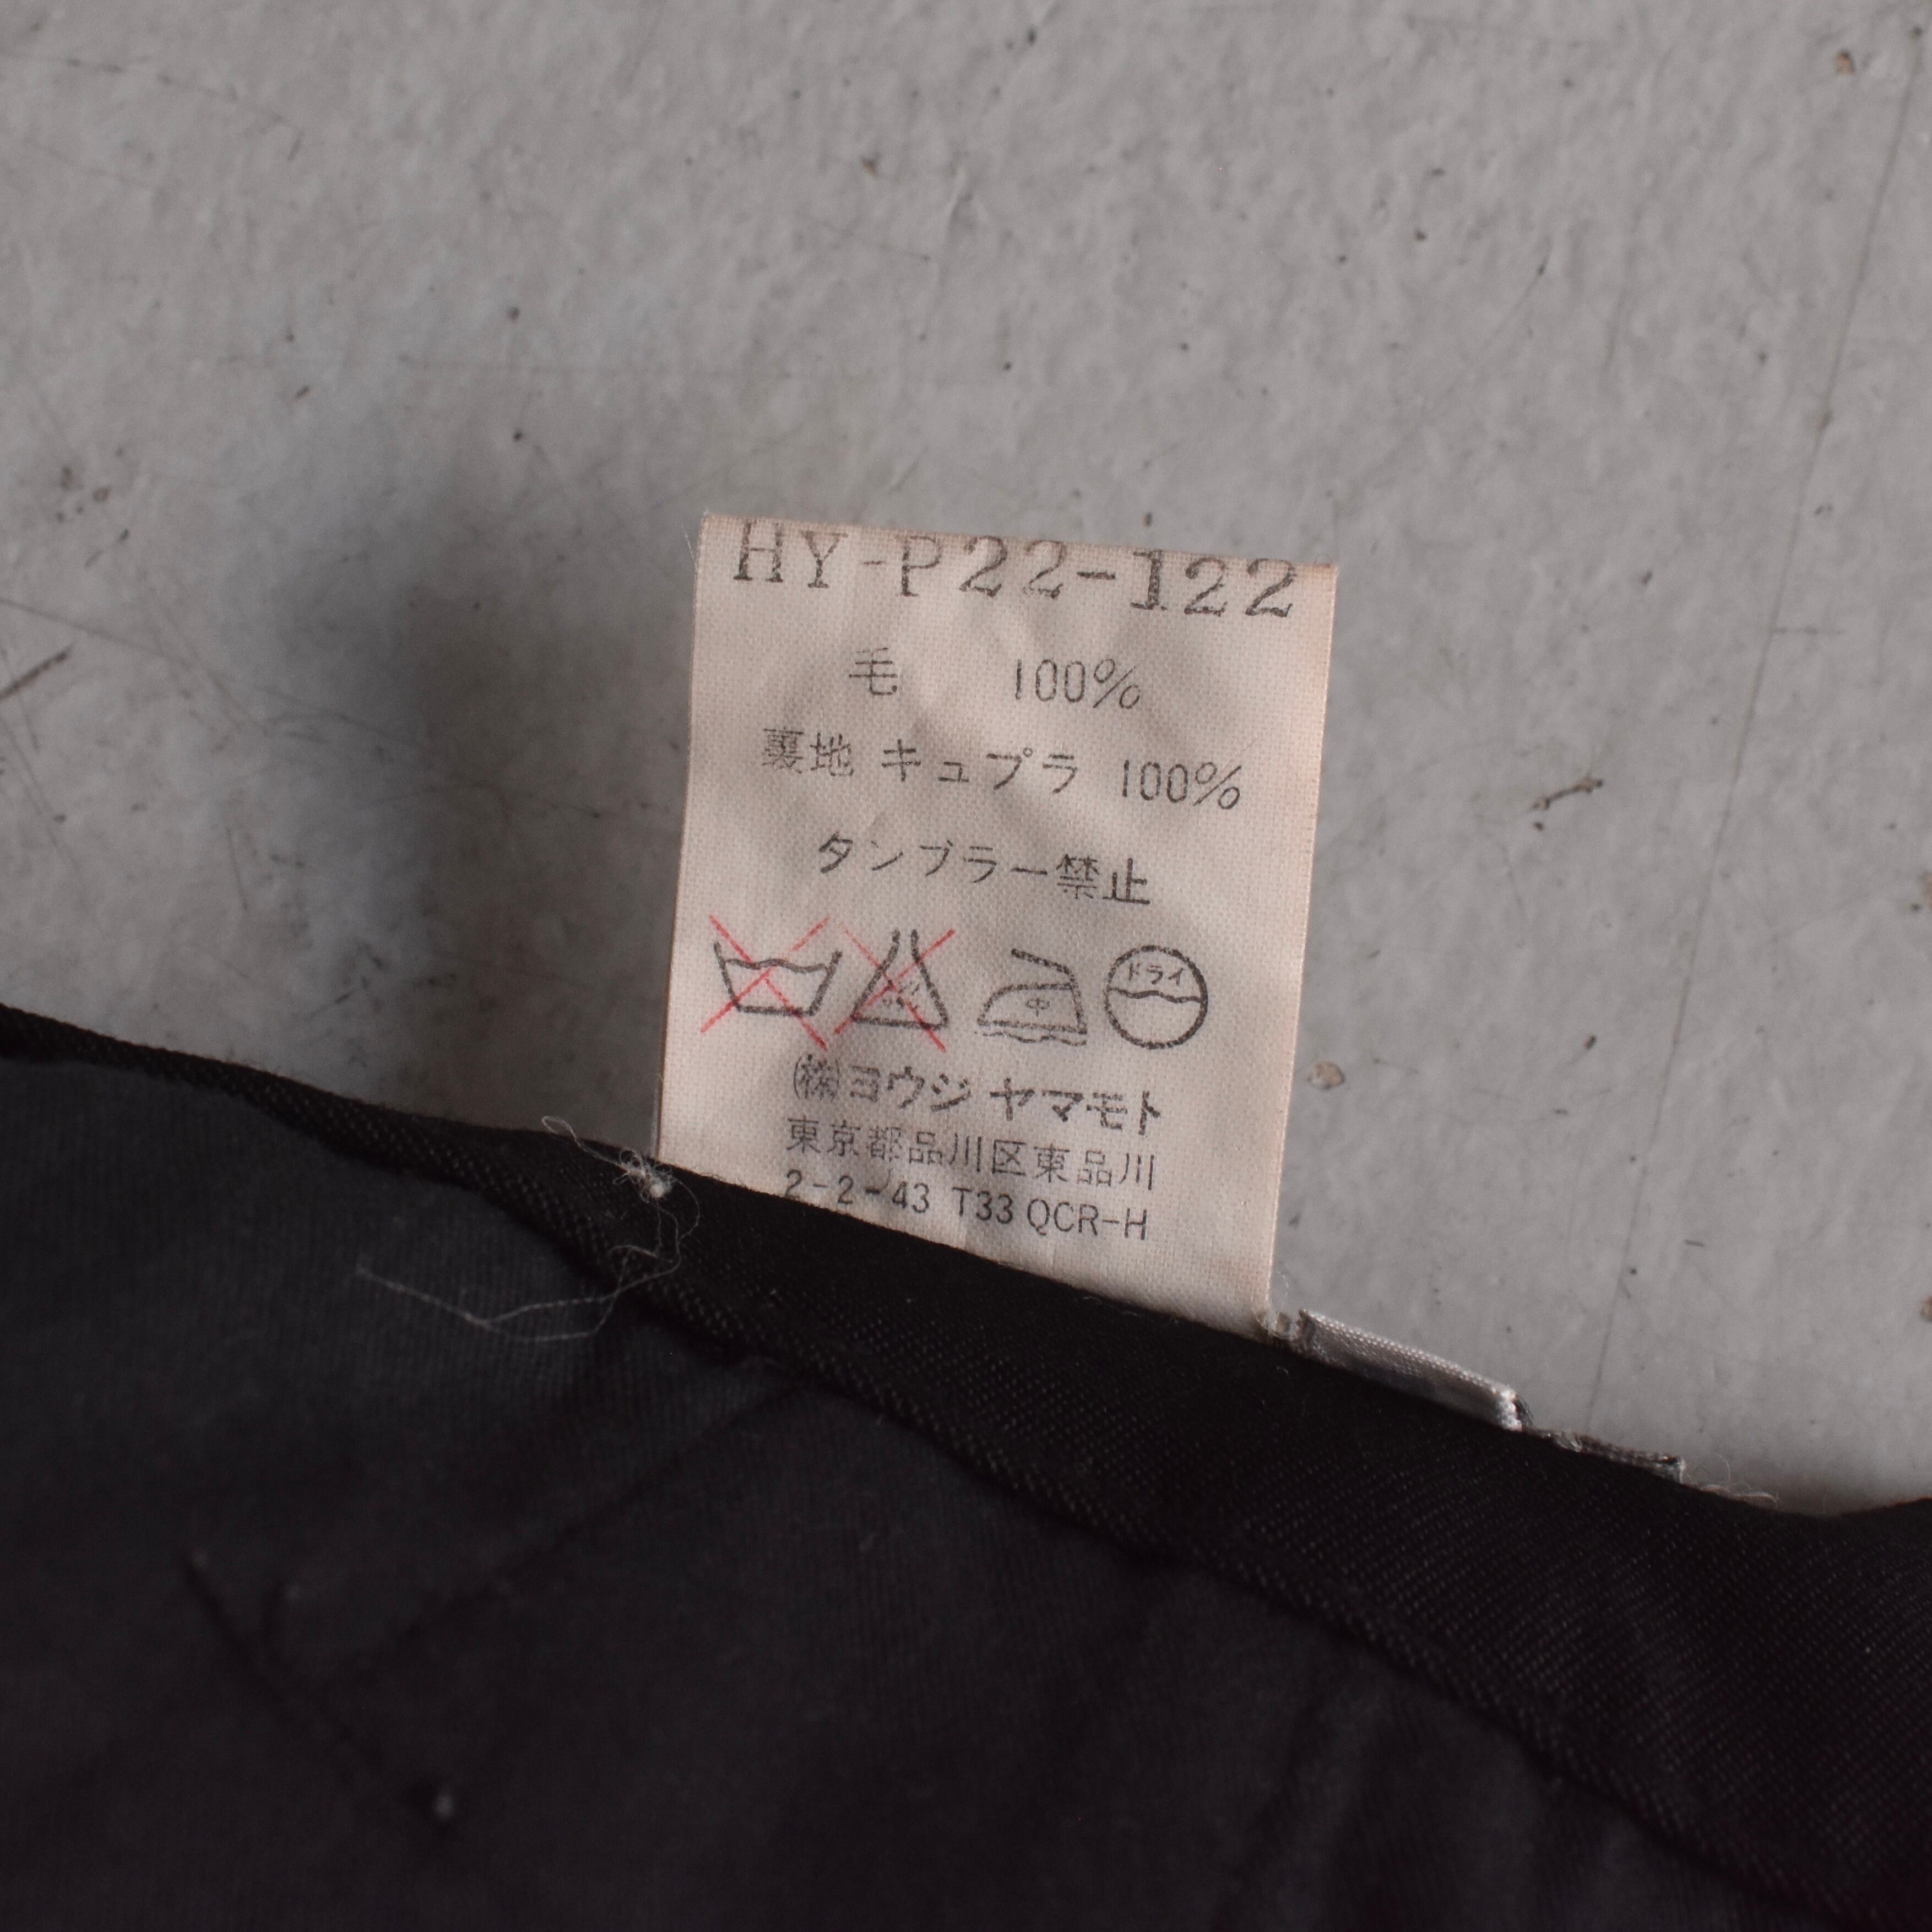 HY-P22-122
毛 100%
裏地 キュプラ 100%
タンブラー禁止
中 ドライ
㈱ヨウジ ヤマモト
東京都品川区東品川
2-2-43 T33 QCR-H